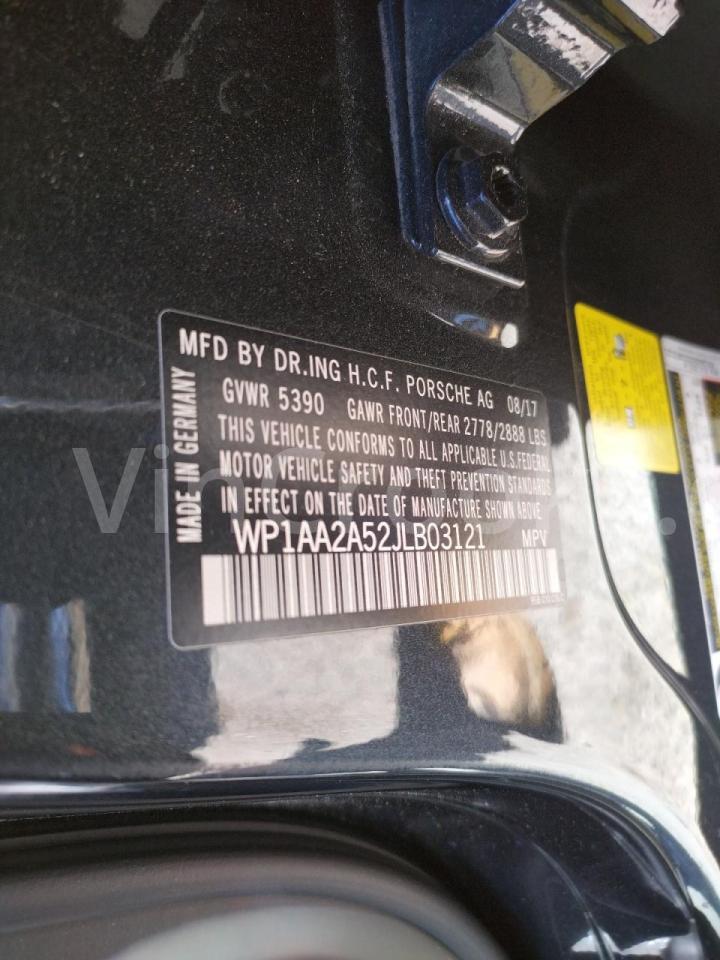 MFD BY DR.ING H.C.F. PORSCHE AG 08/17
GVWR 5390 GAWR FRONT/REAR 2778/2888 LBS
THIS VEHICLE CONFORMS TO ALL APPLICABLE U.S.FEDERAL
MOTOR VEHICLE SAFETY AND THEFT PREVENTION STANDARDS
IN EFFECT ON THE DATE OF MANUFACTURE SHOWN ABOVE
WP1AA2A52JLB03121 MPV
MADE IN GERMANY